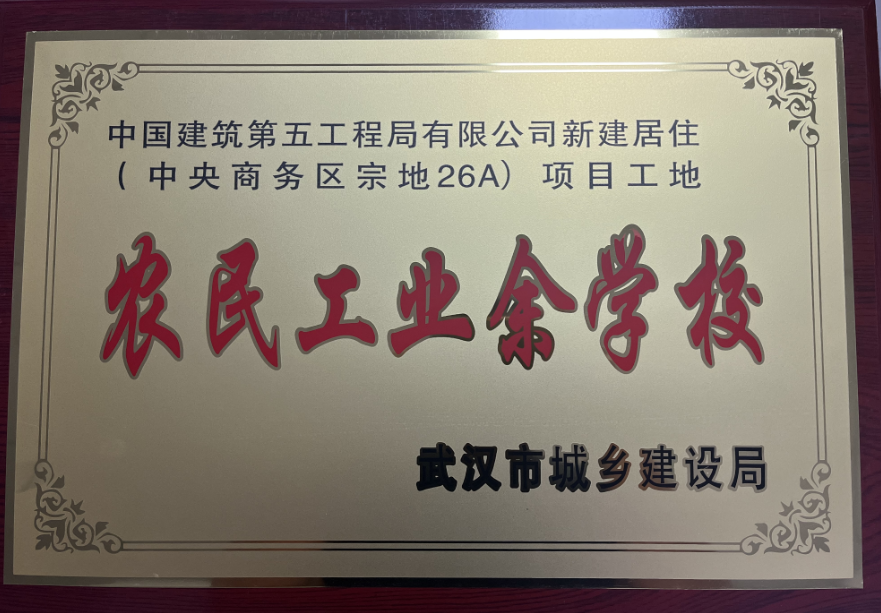 中国建筑第五工程局有限公司新建居住
(中央商务区宗地26A)项目工地
农民工业余学校
武汉市城乡建设局